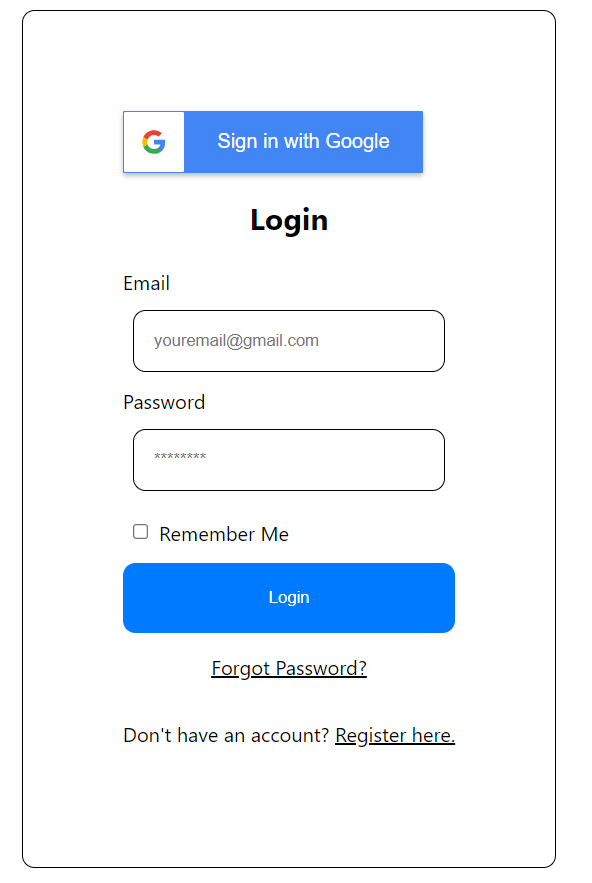 Sign in with Google
Login
Email
youremail@gmail.com
Password
********
Remember Me
Login
Forgot Password?
Don't have an account? Register here.